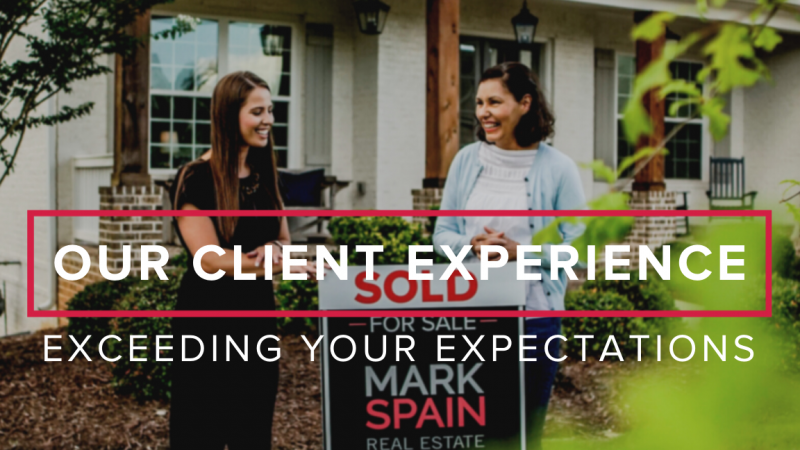 OUR CLIENT EXPERIENCE
EXCEEDING YOUR EXPECTATIONS
SOLD
FOR SALE
MARK
SPAIN
REAL ESTATE